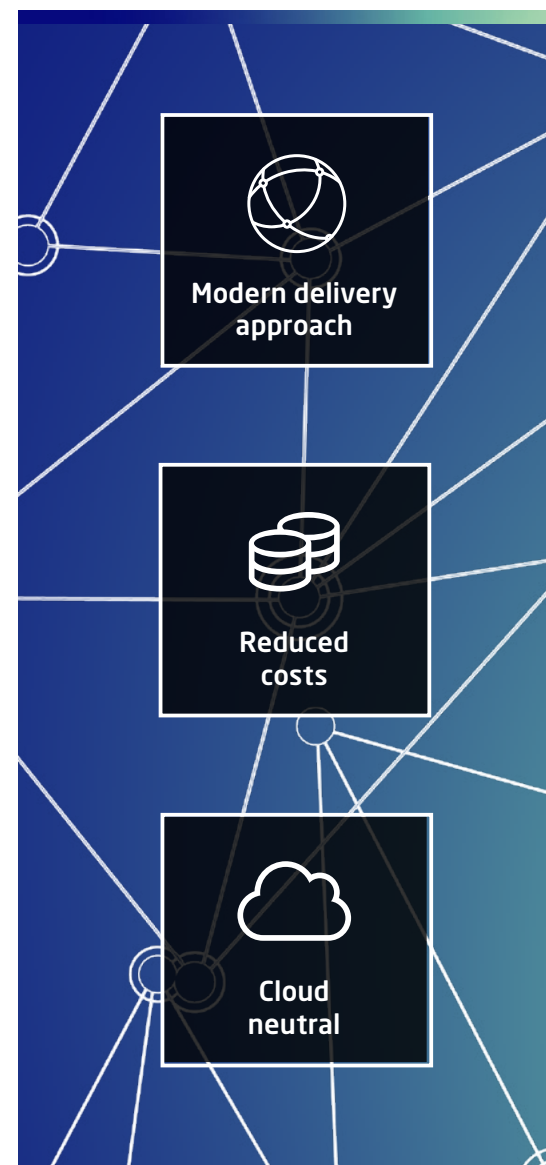 Modern delivery
approach
Reduced
costs
Cloud
neutral